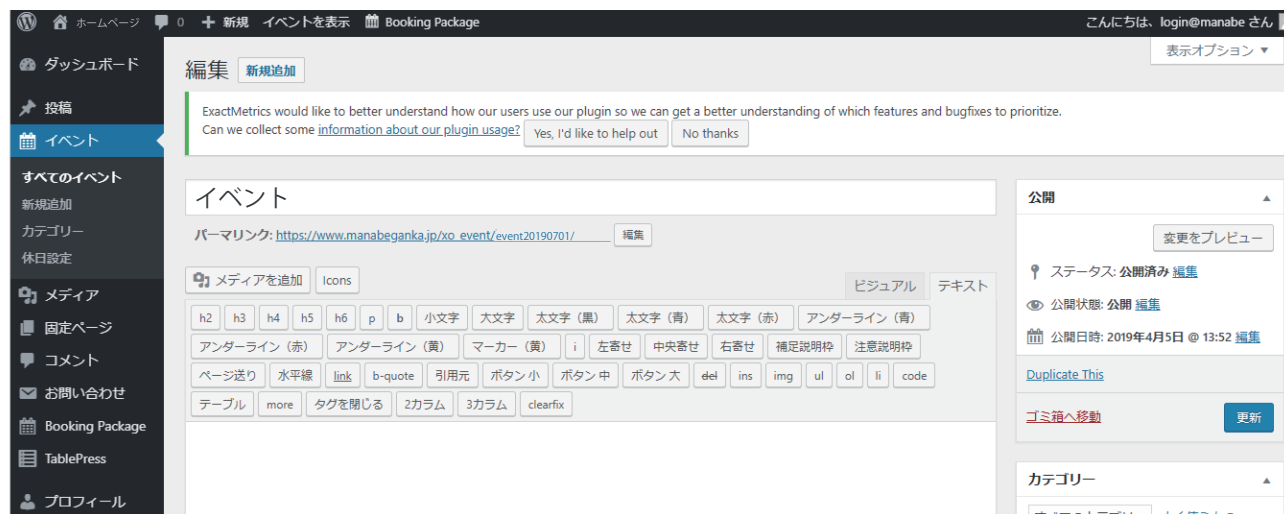 ホームページ 0 新規 イベントを表示 Booking Package こんにちは、login@manabe さん
ダッシュボード
投稿
イベント
すべてのイベント
新規追加
カテゴリー
休日設定
メディア
固定ページ
コメント
お問い合わせ
Booking Package
TablePress
プロフィール
表示オプション ▼
編集 新規追加
ExactMetrics would like to better understand how our users use our plugin so we can get a better understanding of which features and bugfixes to prioritize.
Can we collect some information about our plugin usage? Yes, I'd like to help out No thanks
イベント
パーマリンク: https://www.manabeganka.jp/xo_event/event20190701/ 編集
メディアを追加 Icons ビジュアル テキスト
h2 h3 h4 h5 h6 p b 小文字 大文字 太文字（黒） 太文字（青） 太文字（赤） アンダーライン（青）
アンダーライン（赤） アンダーライン（黄） マーカー（黄） i 左寄せ 中央寄せ 右寄せ 補足説明枠 注意説明枠
ページ送り 水平線 link b-quote 引用元 ボタン小 ボタン中 ボタン大 del ins img ul ol li code
テーブル more タグを閉じる 2カラム 3カラム clearfix
公開 ▲
変更をプレビュー
ステータス: 公開済み 編集
公開状態: 公開 編集
公開日時: 2019年4月5日 @ 13:52 編集
Duplicate This
ゴミ箱へ移動 更新
カテゴリー ▲